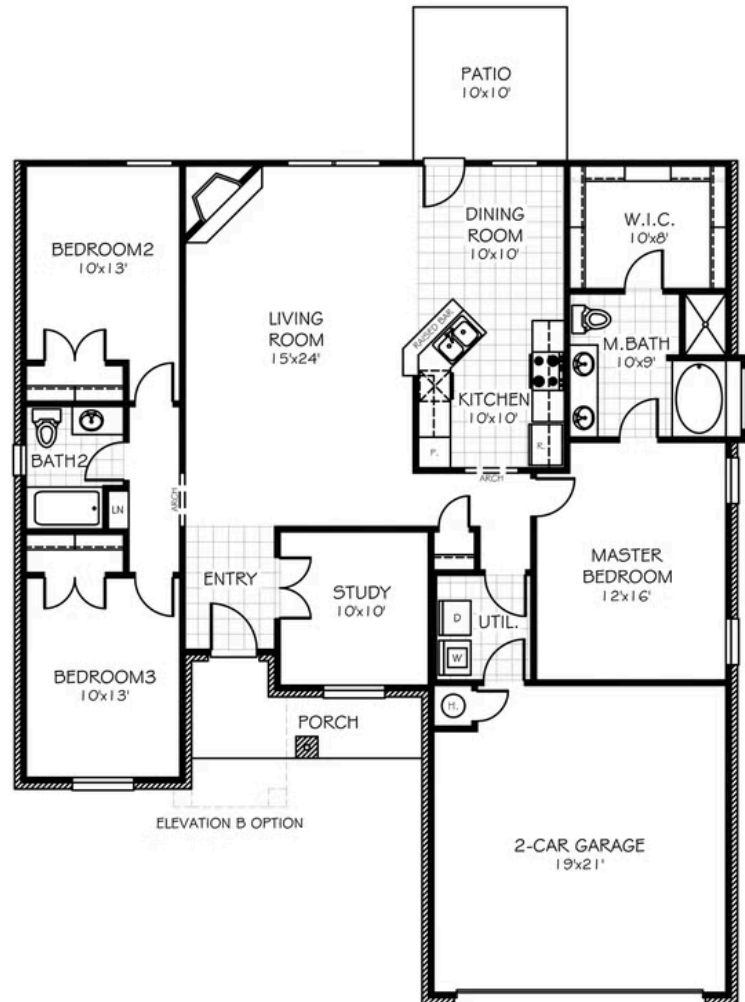 PATIO
10'x10'
BEDROOM2
10'x13'
DINING
ROOM
10'x10'
W.I.C.
10'x8'
LIVING
ROOM
15'x24'
RAISED BAR
M.BATH
10'x9'
KITCHEN
10'x10'
P.
R.
BATH2
LN
ARCH
ARCH
ENTRY
STUDY
10'x10'
D
W
UTIL.
MASTER
BEDROOM
12'x16'
BEDROOM3
10'x13'
H.
PORCH
ELEVATION B OPTION
2-CAR GARAGE
19'x21'